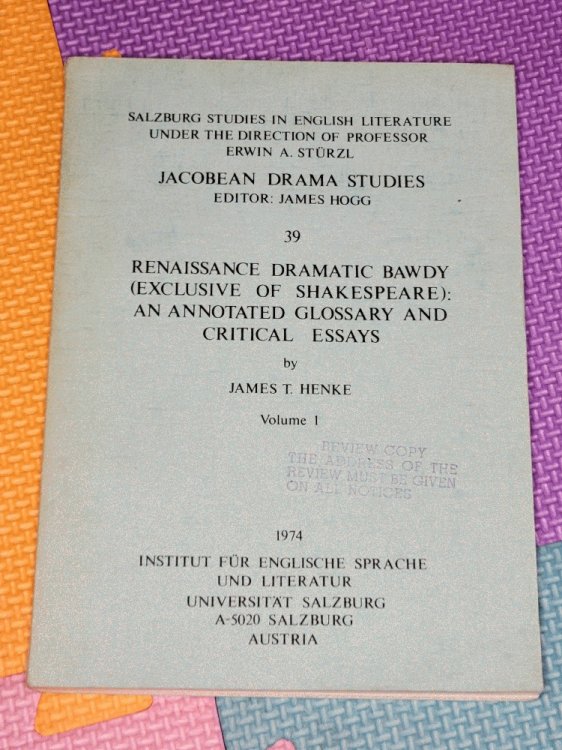 SALZBURG STUDIES IN ENGLISH LITERATURE
UNDER THE DIRECTION OF PROFESSOR
ERWIN A. STÜRZL
JACOBEAN DRAMA STUDIES
EDITOR: JAMES HOGG
39
RENAISSANCE DRAMATIC BAWDY
(EXCLUSIVE OF SHAKESPEARE):
AN ANNOTATED GLOSSARY AND
CRITICAL ESSAYS
by
JAMES T. HENKE
Volume 1
REVIEW COPY
THE ADDRESS OF THE
REVIEW MUST BE GIVEN
ON ALL NOTICES
1974
INSTITUT FÜR ENGLISCHE SPRACHE
UND LITERATUR
UNIVERSITÄT SALZBURG
A-5020 SALZBURG
AUSTRIA